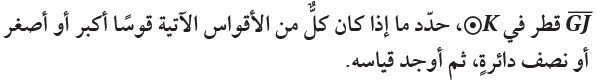 G͞J͞ قطر في ⊙K، حدّد ما إذا كان كلٌّ من الأقواس الآتية قوسًا أكبر أو أصغر
أو نصف دائرةٍ، ثم أوجد قياسه.